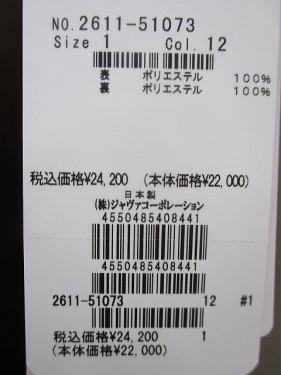 NO.2611-51073
Size 1 Col.12
表 ポリエステル 100%
裏 ポリエステル 100%
税込価格¥24,200 (本体価格¥22,000)
日本製
(株)ジャヴァコーポレーション
4550485408441
4550485408441
2611-51073 12 #1
税込価格¥24,200 1
(本体価格¥22,000)